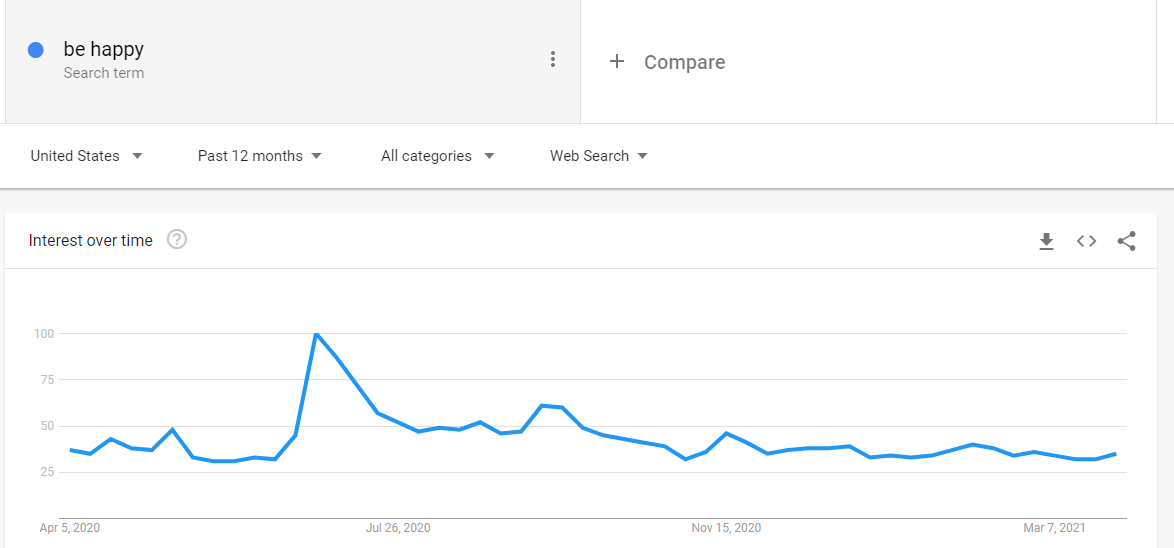 be happy
Search term
+ Compare
United States
Past 12 months
All categories
Web Search
Interest over time ?
100
75
50
25
Apr 5, 2020
Jul 26, 2020
Nov 15, 2020
Mar 7, 2021